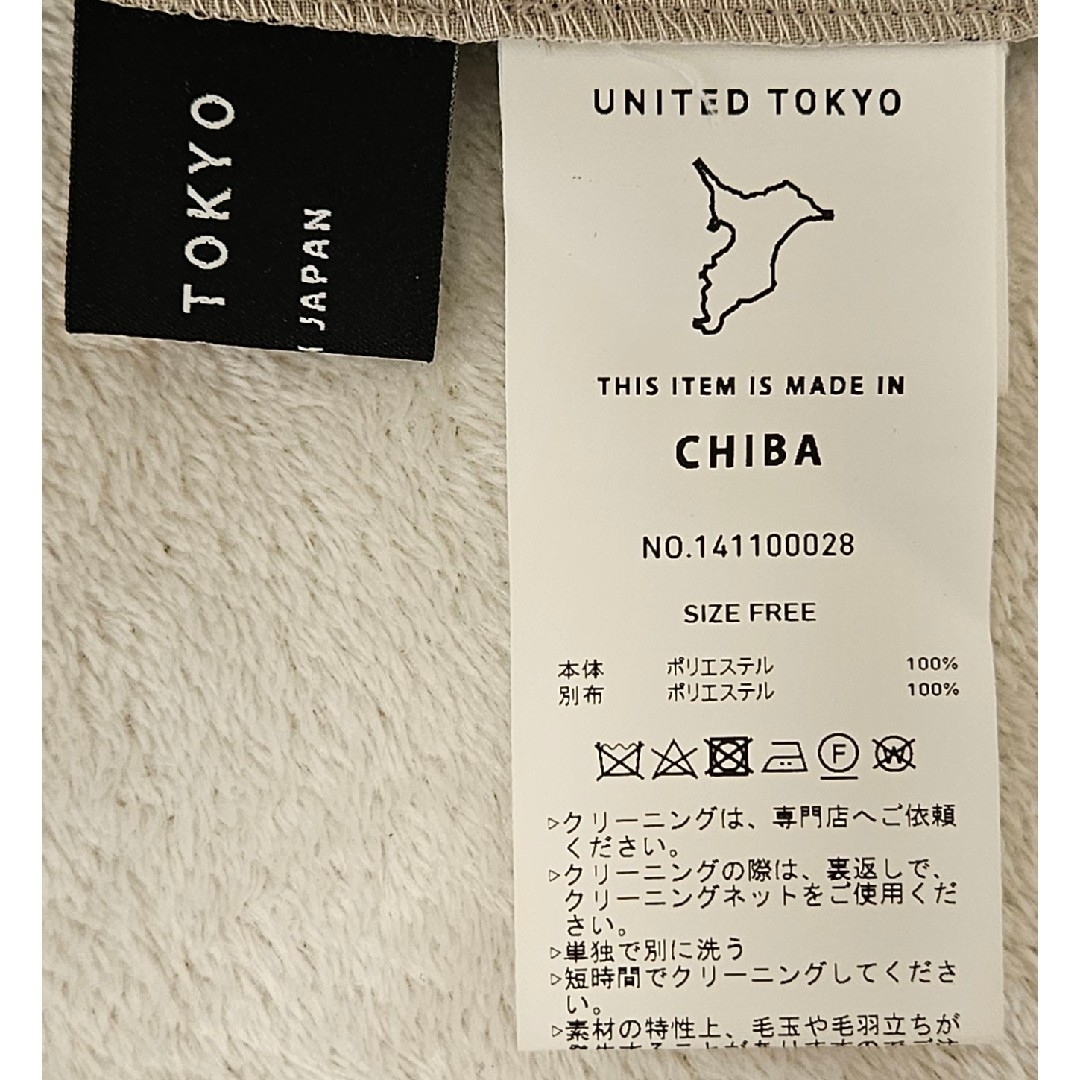 TOKYO
JAPAN
UNITED TOKYO
THIS ITEM IS MADE IN
CHIBA
NO.141100028
SIZE FREE
本体 ポリエステル 100%
別布 ポリエステル 100%
F
W
▷クリーニングは、専門店へご依頼
ください。
▷クリーニングの際は、裏返しで、
クリーニングネットをご使用くだ
さい。
▷単独で別に洗う
▷短時間でクリーニングしてくださ
い。
▷素材の特性上、毛玉や毛羽立ちが